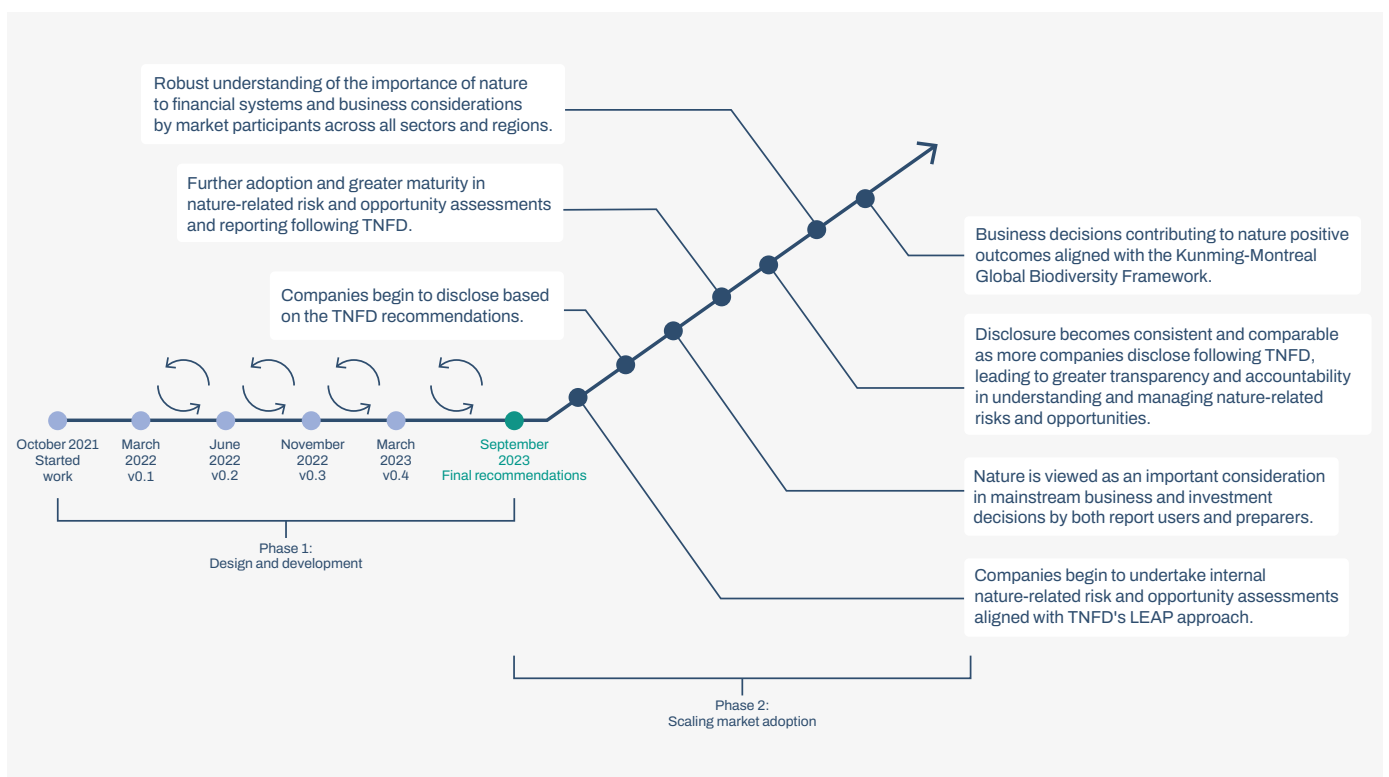 Robust understanding of the importance of nature
to financial systems and business considerations
by market participants across all sectors and regions.
Further adoption and greater maturity in
nature-related risk and opportunity assessments
and reporting following TNFD.
Companies begin to disclose based
on the TNFD recommendations.
Business decisions contributing to nature positive
outcomes aligned with the Kunming-Montreal
Global Biodiversity Framework.
Disclosure becomes consistent and comparable
as more companies disclose following TNFD,
leading to greater transparency and accountability
in understanding and managing nature-related
risks and opportunities.
Nature is viewed as an important consideration
in mainstream business and investment
decisions by both report users and preparers.
Companies begin to undertake internal
nature-related risk and opportunity assessments
aligned with TNFD's LEAP approach.
October 2021
Started
work
March
2022
v0.1
June
2022
v0.2
November
2022
v0.3
March
2023
v0.4
September
2023
Final recommendations
Phase 1:
Design and development
Phase 2:
Scaling market adoption